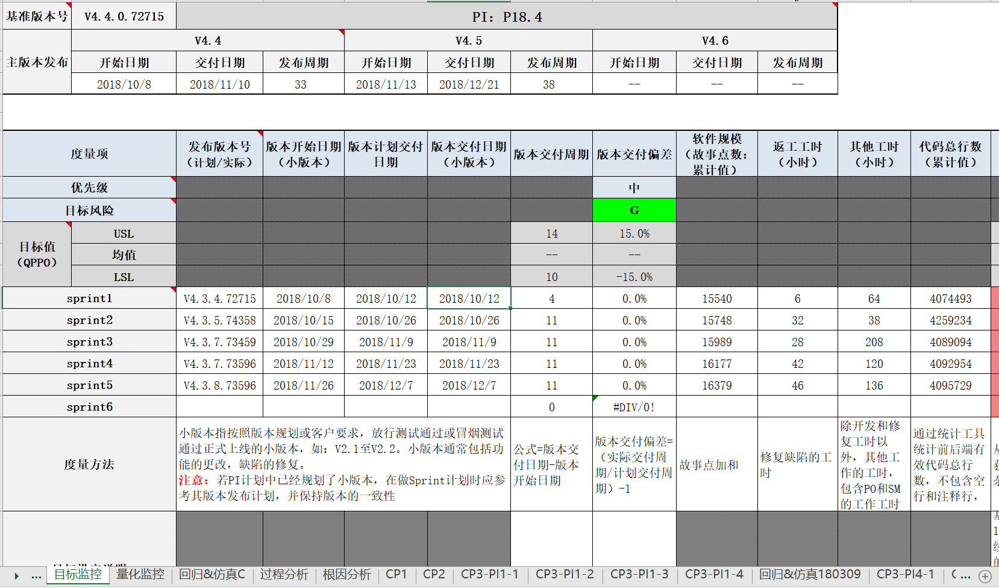 基准版本号 V4.4.0.72715 PI: P18.4
主版本发布 V4.4 V4.5 V4.6
开始日期 交付日期 发布周期 开始日期 交付日期 发布周期 开始日期 交付日期 发布周期
2018/10/8 2018/11/10 33 2018/11/13 2018/12/21 38 -- -- --
度量项
发布版本号
（计划/实际）
版本开始日期
（小版本）
版本计划交付
日期
版本交付日期
（小版本）
版本交付周期
版本交付偏差
软件规模
（故事点数：
累计值）
返工工时
（小时）
其他工时
（小时）
代码总行数
（累计值）
优先级 中
目标风险 G
目标值
（QPPO）
USL 14 15.0%
均值 -- --
LSL 10 -15.0%
sprint1 V4.3.4.72715 2018/10/8 2018/10/12 2018/10/12 4 0.0% 15540 6 64 4074493
sprint2 V4.3.5.74358 2018/10/15 2018/10/26 2018/10/26 11 0.0% 15748 32 38 4259234
sprint3 V4.3.7.73459 2018/10/29 2018/11/9 2018/11/9 11 0.0% 15989 28 208 4089094
sprint4 V4.3.7.73596 2018/11/12 2018/11/23 2018/11/23 11 0.0% 16177 42 120 4092954
sprint5 V4.3.8.73596 2018/11/26 2018/12/7 2018/12/7 11 0.0% 16379 46 136 4095729
sprint6 0 #DIV/0!
度量方法
小版本指按照版本规划或客户要求，放行测试通过或冒烟测试
通过正式上线的小版本，如：V2.1至V2.2。小版本通常包括功
能的更改，缺陷的修复。
注意：若PI计划中已经规划了小版本，在做Sprint计划时应参
考其版本发布计划，并保持版本的一致性
公式=版本交
付日期-版本
开始日期
版本交付偏差=
（实际交付周
期/计划交付周
期）-1
故事点加和
修复缺陷的工
时
除开发和修
复工时以
外，其他工
作的工时，
包含PO和SM
的工作工时
通过统计工具
统计前后端有
效代码总行
数，不包含空
行和注释行，
... 目标监控 量化监控 回归&仿真C 过程分析 根因分析 CP1 CP2 CP3-PI1-1 CP3-PI1-2 CP3-PI1-3 CP3-PI1-4 回归&仿真180309 CP3-PI4-1 ...